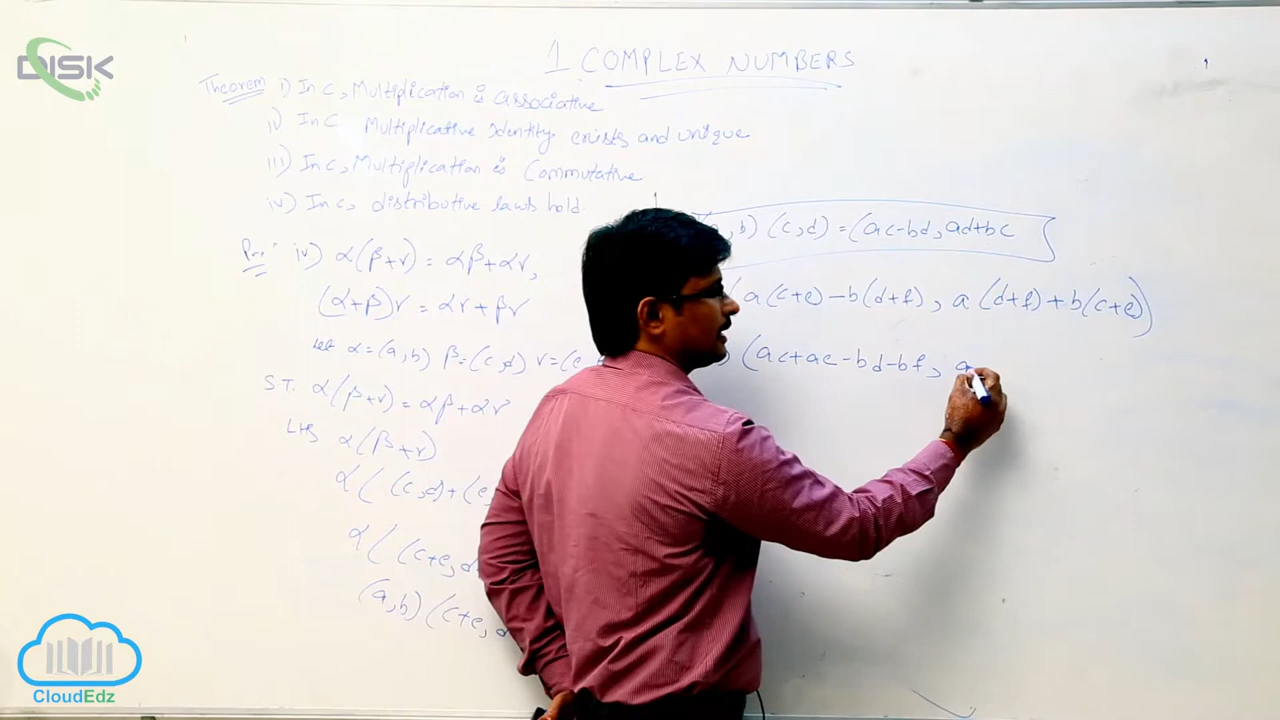 DISK
1 COMPLEX NUMBERS
Theorem i) In C, Multiplication is associative
ii) In C Multiplicative Identity exists and unique
iii) In C, Multiplication is Commutative
iv) In C, distributive laws hold.
, b) (c, d) = (ac-bd, ad+bc
iv) α(β+γ) = αβ+αγ,
(α+β)γ = αγ + βγ
(a(c+e) - b(d+f), a(d+f) + b(c+e))
let α=(a,b) β=(c,d) γ=(e
(ac+ae-bd-bf, a
S.T. α(β+γ) = αβ+αγ
LHS α(β+γ)
α( (c,d)+(e,
α( (c+e, d
(a,b) (c+e,
CloudEdz